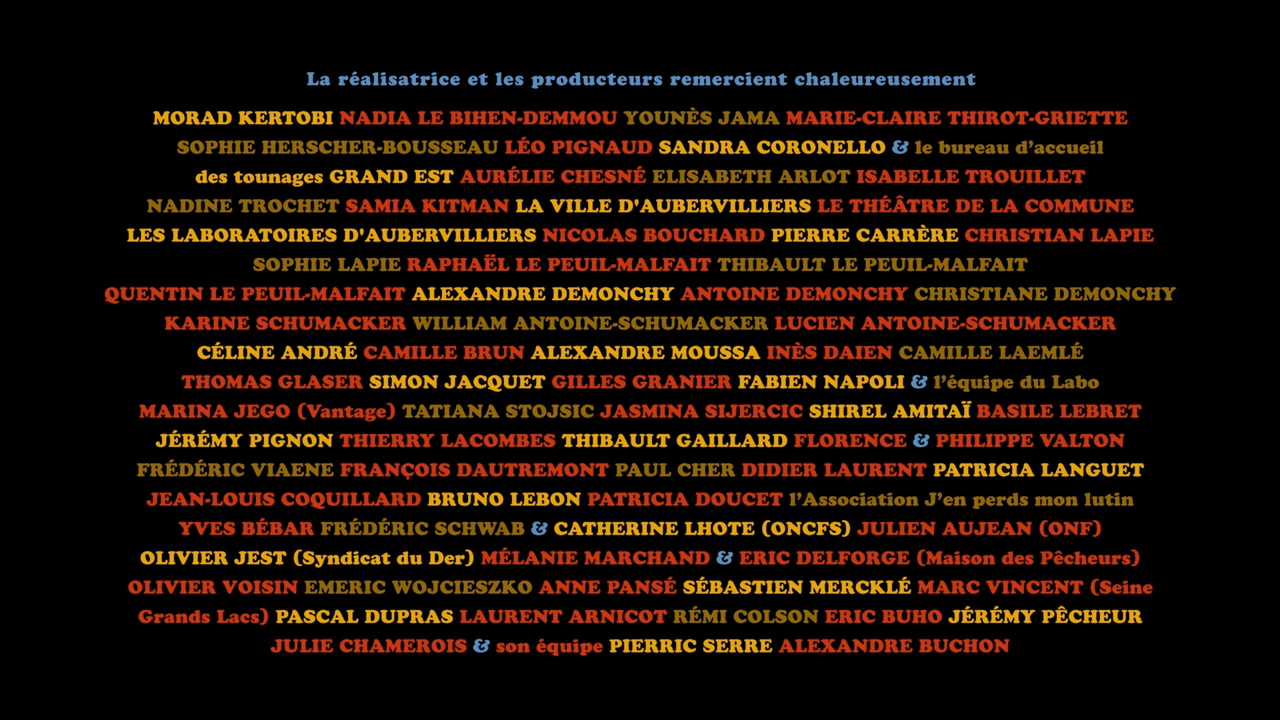 La réalisatrice et les producteurs remercient chaleureusement
MORAD KERTOBI NADIA LE BIHEN-DEMMOU YOUNÈS JAMA MARIE-CLAIRE THIROT-GRIETTE
SOPHIE HERSCHER-BOUSSEAU LÉO PIGNAUD SANDRA CORONELLO & le bureau d'accueil
des tounages GRAND EST AURÉLIE CHESNÉ ELISABETH ARLOT ISABELLE TROUILLET
NADINE TROCHET SAMIA KITMAN LA VILLE D'AUBERVILLIERS LE THÉÂTRE DE LA COMMUNE
LES LABORATOIRES D'AUBERVILLIERS NICOLAS BOUCHARD PIERRE CARRÈRE CHRISTIAN LAPIE
SOPHIE LAPIE RAPHAËL LE PEUIL-MALFAIT THIBAULT LE PEUIL-MALFAIT
QUENTIN LE PEUIL-MALFAIT ALEXANDRE DEMONCHY ANTOINE DEMONCHY CHRISTIANE DEMONCHY
KARINE SCHUMACKER WILLIAM ANTOINE-SCHUMACKER LUCIEN ANTOINE-SCHUMACKER
CÉLINE ANDRÉ CAMILLE BRUN ALEXANDRE MOUSSA INÈS DAIEN CAMILLE LAEMLÉ
THOMAS GLASER SIMON JACQUET GILLES GRANIER FABIEN NAPOLI & l'équipe du Labo
MARINA JEGO (Vantage) TATIANA STOJSIC JASMINA SIJERCIC SHIREL AMITAÏ BASILE LEBRET
JÉRÉMY PIGNON THIERRY LACOMBES THIBAULT GAILLARD FLORENCE & PHILIPPE VALTON
FRÉDÉRIC VIAENE FRANÇOIS DAUTREMONT PAUL CHER DIDIER LAURENT PATRICIA LANGUET
JEAN-LOUIS COQUILLARD BRUNO LEBON PATRICIA DOUCET l'Association J'en perds mon lutin
YVES BÉBAR FRÉDÉRIC SCHWAB & CATHERINE LHOTE (ONCFS) JULIEN AUJEAN (ONF)
OLIVIER JEST (Syndicat du Der) MÉLANIE MARCHAND & ERIC DELFORGE (Maison des Pêcheurs)
OLIVIER VOISIN EMERIC WOJCIESZKO ANNE PANSÉ SÉBASTIEN MERCKLÉ MARC VINCENT (Seine
Grands Lacs) PASCAL DUPRAS LAURENT ARNICOT RÉMI COLSON ERIC BUHO JÉRÉMY PÊCHEUR
JULIE CHAMEROIS & son équipe PIERRIC SERRE ALEXANDRE BUCHON